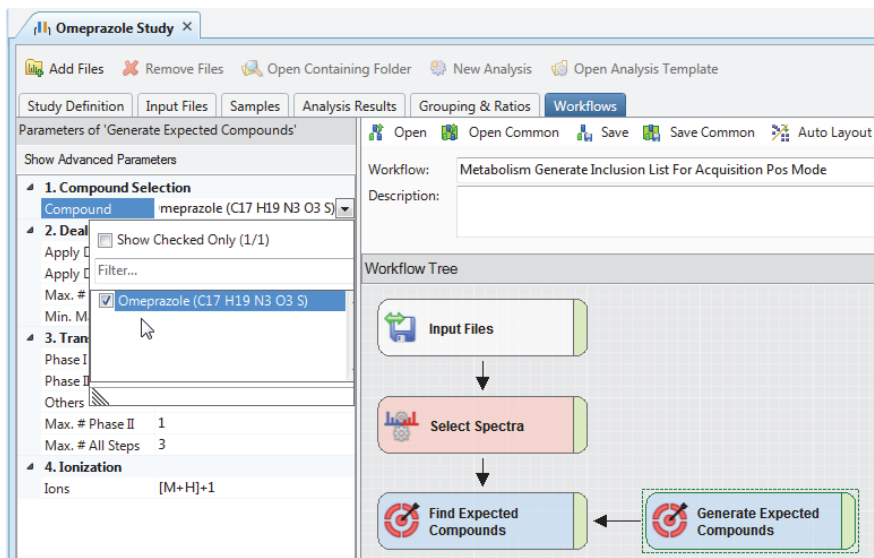 Omeprazole Study
Add Files Remove Files Open Containing Folder New Analysis Open Analysis Template
Study Definition Input Files Samples Analysis Results Grouping & Ratios Workflows
Parameters of 'Generate Expected Compounds'
Show Advanced Parameters
1. Compound Selection
Compound meprazole (C17 H19 N3 O3 S)
2. Deal
Show Checked Only (1/1)
Apply D
Filter...
Apply D
Max. #
Omeprazole (C17 H19 N3 O3 S)
Min. M
3. Tran
Phase I
Phase II
Others
Max. # Phase II 1
Max. # All Steps 3
4. Ionization
Ions [M+H]+1
Open Open Common Save Save Common Auto Layout
Workflow: Metabolism Generate Inclusion List For Acquisition Pos Mode
Description:
Workflow Tree
Input Files
Select Spectra
Find Expected
Compounds
Generate Expected
Compounds